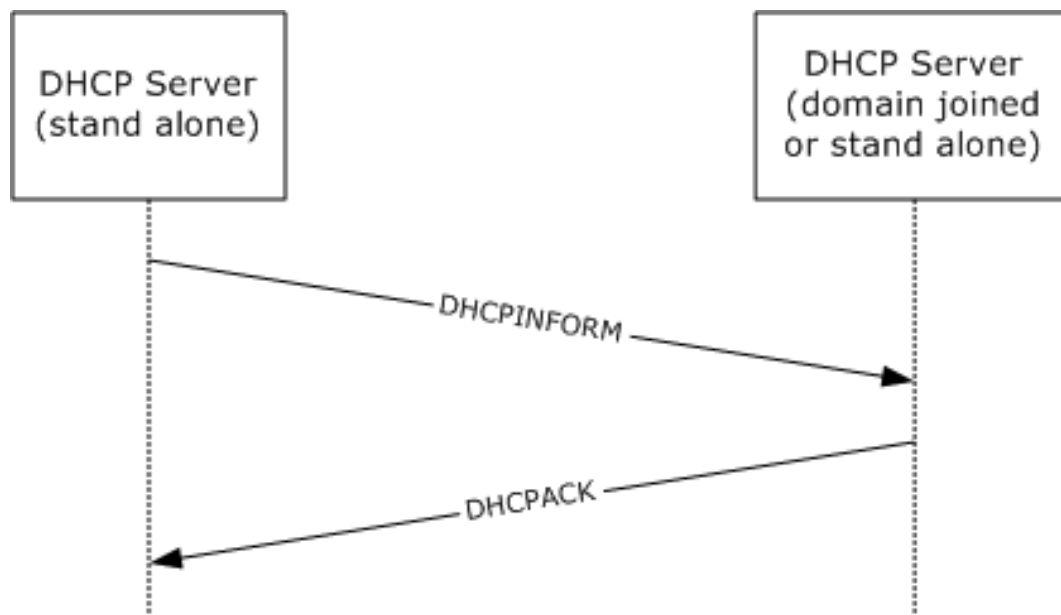 DHCP Server
(stand alone)
DHCP Server
(domain joined
or stand alone)
DHCPINFORM
DHCPACK